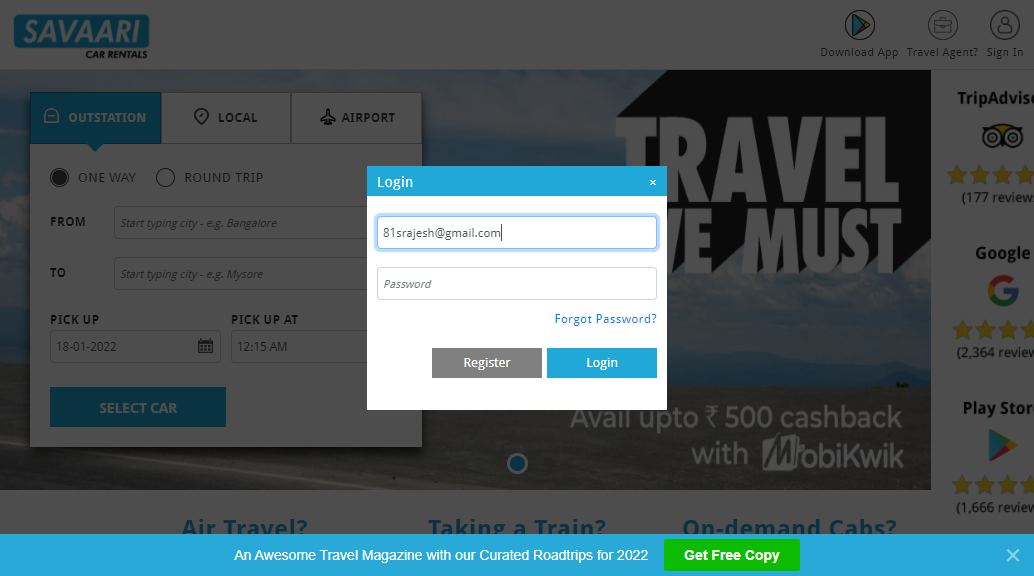 SAVAARI
CAR RENTALS
Download App
Travel Agent?
Sign In
OUTSTATION
LOCAL
AIRPORT
ONE WAY
ROUND TRIP
FROM
Start typing city - e.g. Bangalore
TO
Start typing city - e.g. Mysore
PICK UP
PICK UP AT
18-01-2022
12:15 AM
SELECT CAR
Login
×
81srajesh@gmail.com
Password
Forgot Password?
Register
Login
TRAVEL
WE MUST
Avail upto ₹ 500 cashback
with MobiKwik
TripAdviso
(177 review
Google
(2,364 review
Play Stor
(1,666 review
Air Travel?
Taking a Train?
On-demand Cabs?
An Awesome Travel Magazine with our Curated Roadtrips for 2022
Get Free Copy